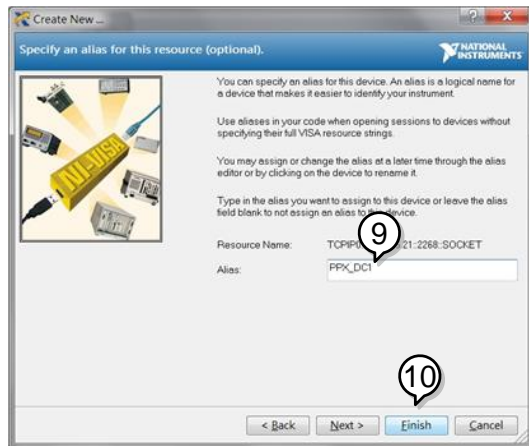 Create New ...
Specify an alias for this resource (optional).
NATIONAL
INSTRUMENTS
You can specify an alias for this device. An alias is a logical name for
a device that makes it easier to identify your instrument.
Use aliases in your code when opening sessions to devices without
specifying their full VISA resource strings.
You may assign or change the alias at a later time through the alias
editor or by clicking on the device to rename it.
Type in the alias you want to assign to this device or leave the alias
field blank to not assign an alias to this device.
NI-VISA
9
Resource Name: 21::2268::SOCKET
Alias: PPX_DC1
10
< Back Next > Finish Cancel